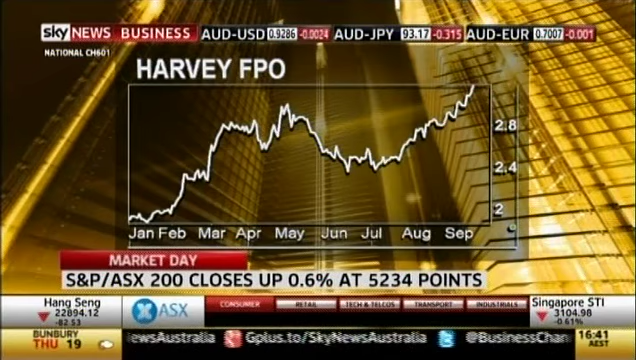 sky NEWS BUSINESS AUD-USD 0.9286 -0.0024 AUD-JPY 93.17 -0.315 AUD-EUR 0.7007 -0.001
NATIONAL CH601
HARVEY FPO
2.8
2.4
2
Jan Feb Mar Apr May Jun Jul Aug Sep
MARKET DAY
S&P/ASX 200 CLOSES UP 0.6% AT 5234 POINTS
Hang Seng
22894.12
-82.53
ASX
CONSUMER RETAIL TECH & TELCOS TRANSPORT INDUSTRIALS
Singapore STI
3104.98
-0.61%
BUNBURY
THU 19
ewsAustralia Gplus.to/SkyNewsAustralia @BusinessChan
16:41
AEST